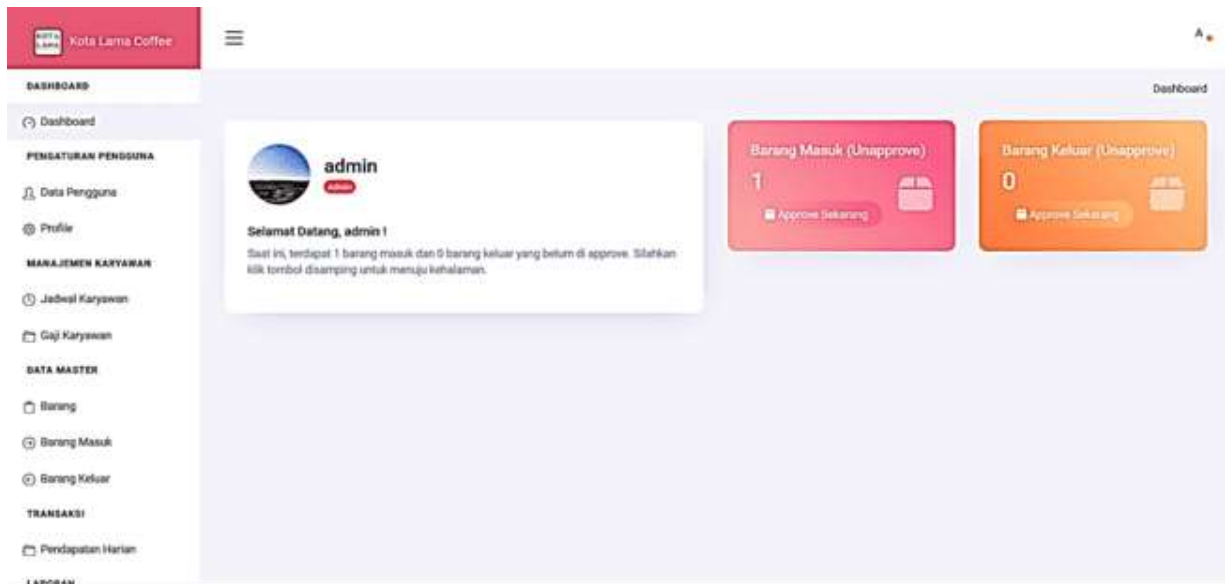 KOTA
LAMA
Kota Lama Coffee
A
DASHBOARD
Dashboard
Dashboard
PENGATURAN PENGGUNA
Data Pengguna
Profile
MANAJEMEN KARYAWAN
Jadwal Karyawan
Gaji Karyawan
DATA MASTER
Barang
Barang Masuk
Barang Keluar
TRANSAKSI
Pendapatan Harian
LAPORAN
admin
Admin
Selamat Datang, admin !
Saat ini, terdapat 1 barang masuk dan 0 barang keluar yang belum di approve. Silahkan
klik tombol disamping untuk menuju kehalaman.
Barang Masuk (Unapprove)
1
Approve Sekarang
Barang Keluar (Unapprove)
0
Approve Sekarang